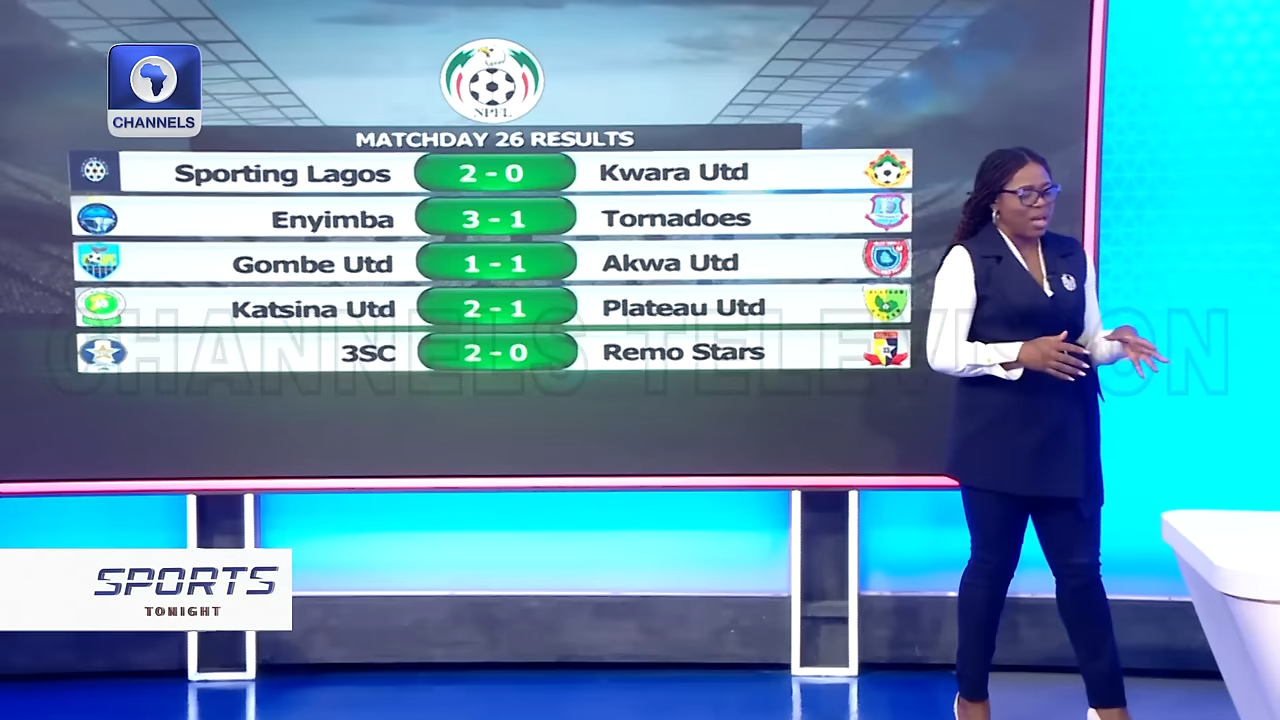 CHANNELS
NPFL
MATCHDAY 26 RESULTS
Sporting Lagos 2 - 0 Kwara Utd
Enyimba 3 - 1 Tornadoes
Gombe Utd 1 - 1 Akwa Utd
Katsina Utd 2 - 1 Plateau Utd
3SC 2 - 0 Remo Stars
CHANNELS TELEVISION
SPORTS
TONIGHT